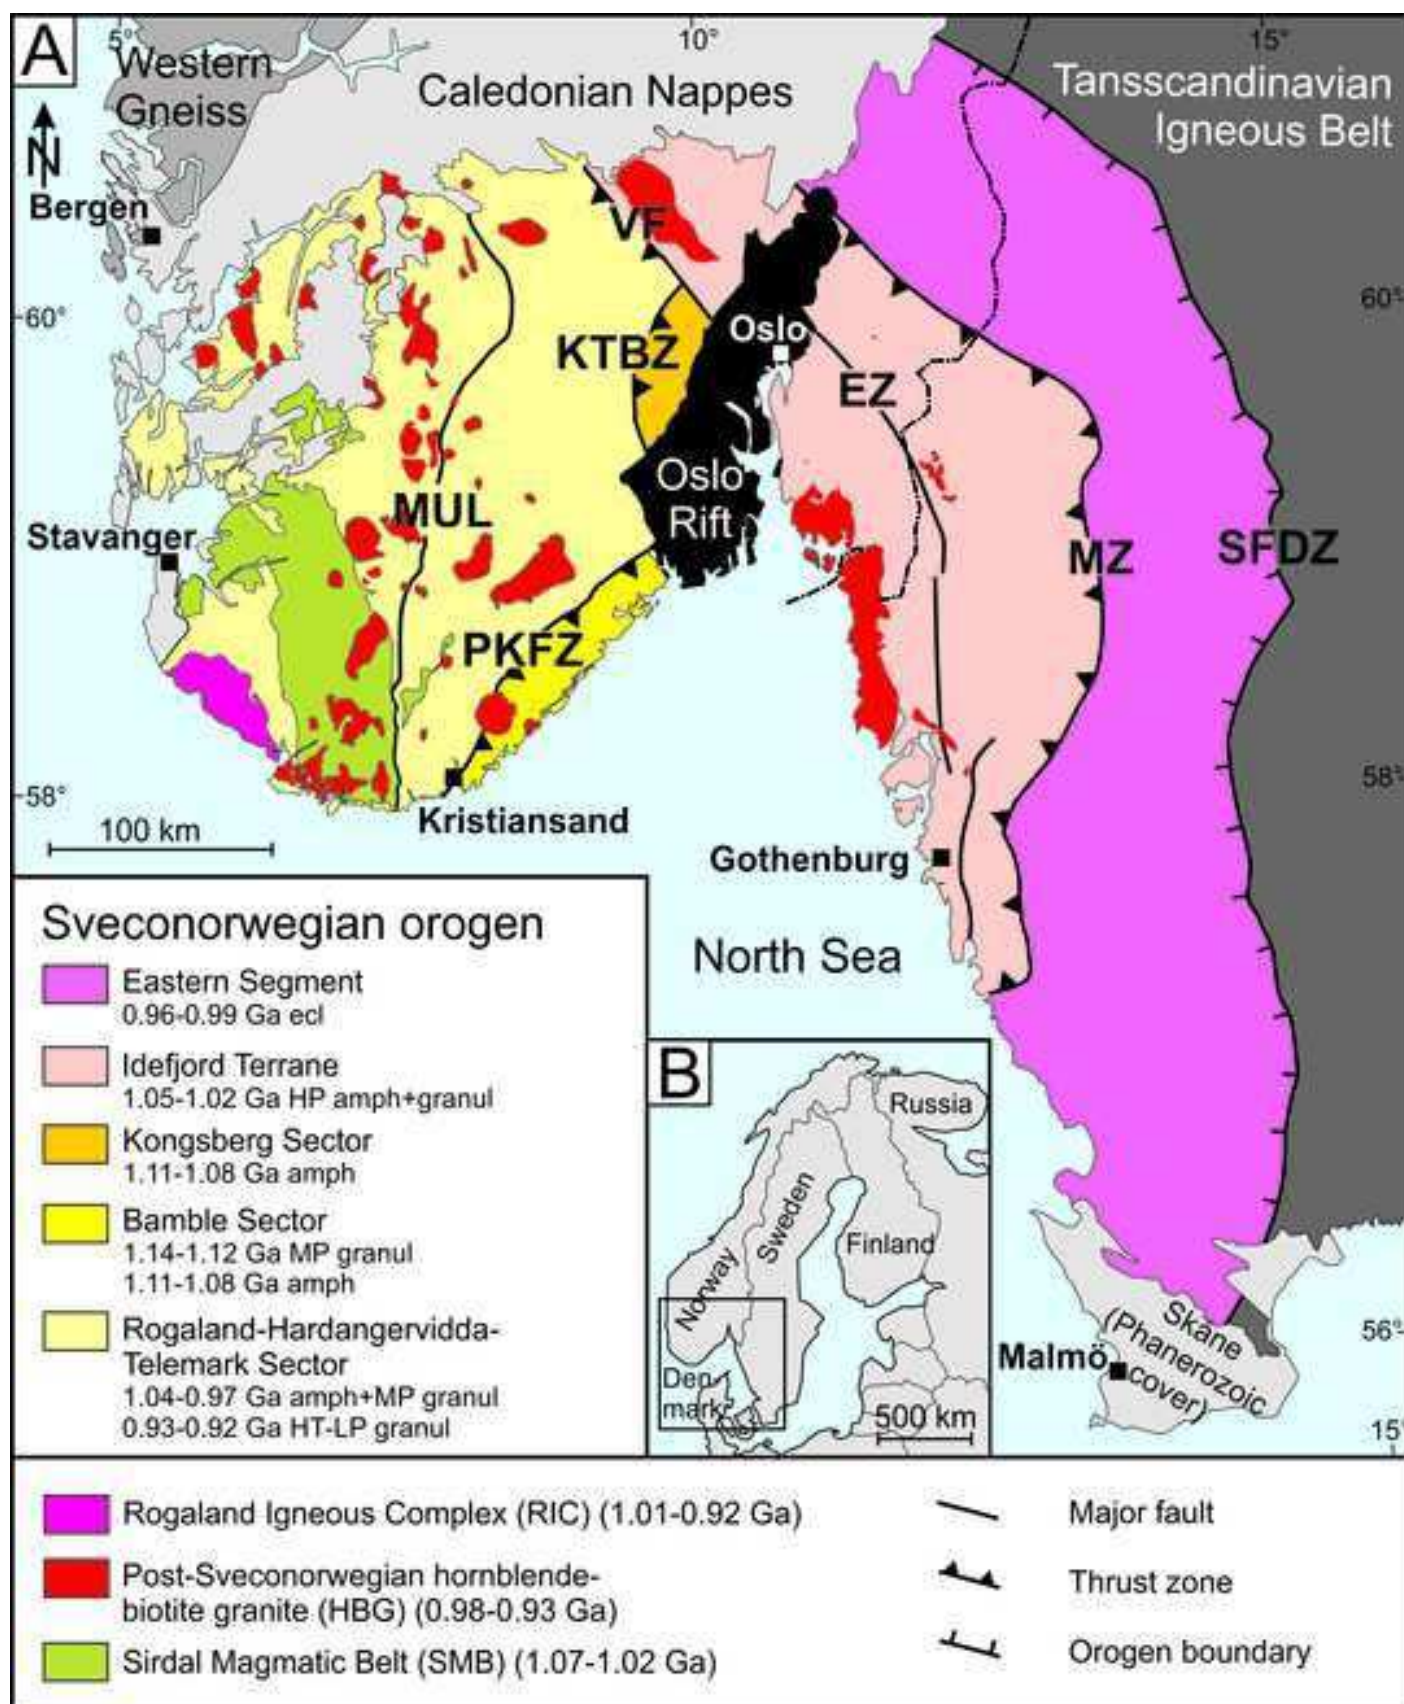 A
5°
10°
15°
Western
Gneiss
Caledonian Nappes
Tansscandinavian
Igneous Belt
N
Bergen
VF
60°
60°
KTBZ
Oslo
EZ
Oslo
Rift
MUL
Stavanger
MZ
SFDZ
PKFZ
58°
58°
Kristiansand
100 km
Gothenburg
North Sea
Sveconorwegian orogen
Eastern Segment
0.96-0.99 Ga ecl
Idefjord Terrane
1.05-1.02 Ga HP amph+granul
Kongsberg Sector
1.11-1.08 Ga amph
Bamble Sector
1.14-1.12 Ga MP granul
1.11-1.08 Ga amph
Rogaland-Hardangervidda-
Telemark Sector
1.04-0.97 Ga amph+MP granul
0.93-0.92 Ga HT-LP granul
B
Russia
Sweden
Finland
Norway
Den-
mark
500 km
Skåne
(Phanerozoic
cover)
Malmö
56°
15°
Rogaland Igneous Complex (RIC) (1.01-0.92 Ga)
Post-Sveconorwegian hornblende-
biotite granite (HBG) (0.98-0.93 Ga)
Sirdal Magmatic Belt (SMB) (1.07-1.02 Ga)
Major fault
Thrust zone
Orogen boundary